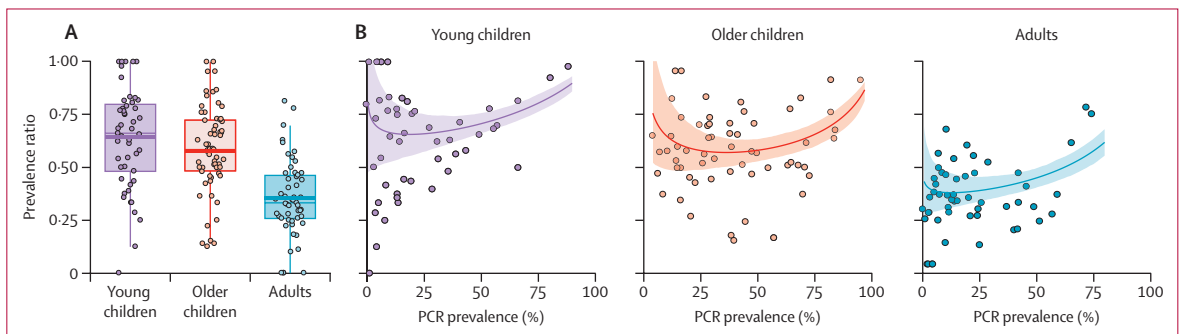 A
B
Young children
Older children
Adults
Prevalence ratio
1·00
0·75
0·50
0·25
0
Young children
Older children
Adults
0
25
50
75
100
PCR prevalence (%)
0
25
50
75
100
PCR prevalence (%)
0
25
50
75
100
PCR prevalence (%)